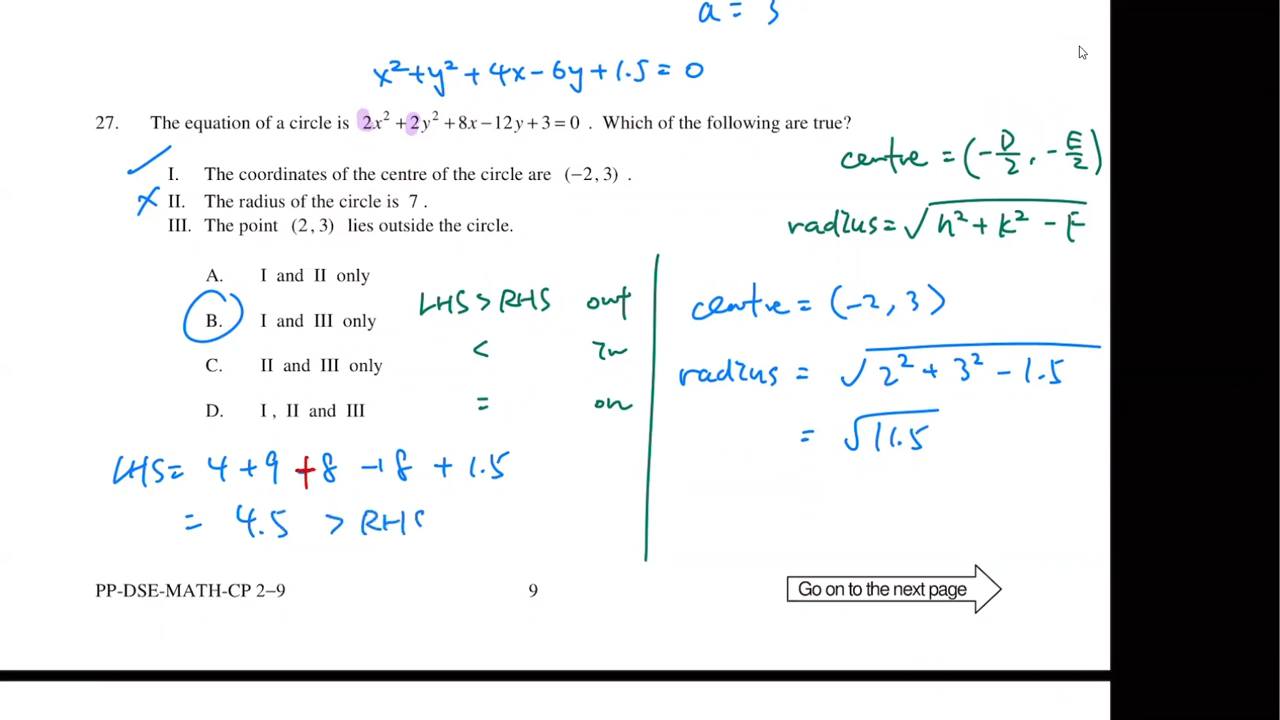 a = 3
x² + y² + 4x - 6y + 1.5 = 0
27. The equation of a circle is 2x² + 2y² + 8x − 12y + 3 = 0 . Which of the following are true?
centre = (-D/2, -E/2)
I. The coordinates of the centre of the circle are (−2, 3) .
II. The radius of the circle is 7 .
III. The point (2, 3) lies outside the circle.
radius = √(h² + k² - F)
A. I and II only
B. I and III only
C. II and III only
D. I , II and III
LHS > RHS out
< in
= on
centre = (-2, 3)
radius = √(2² + 3² - 1.5)
= √11.5
LHS = 4 + 9 + 8 - 18 + 1.5
= 4.5 > RHS
PP-DSE-MATH-CP 2–9
9
Go on to the next page